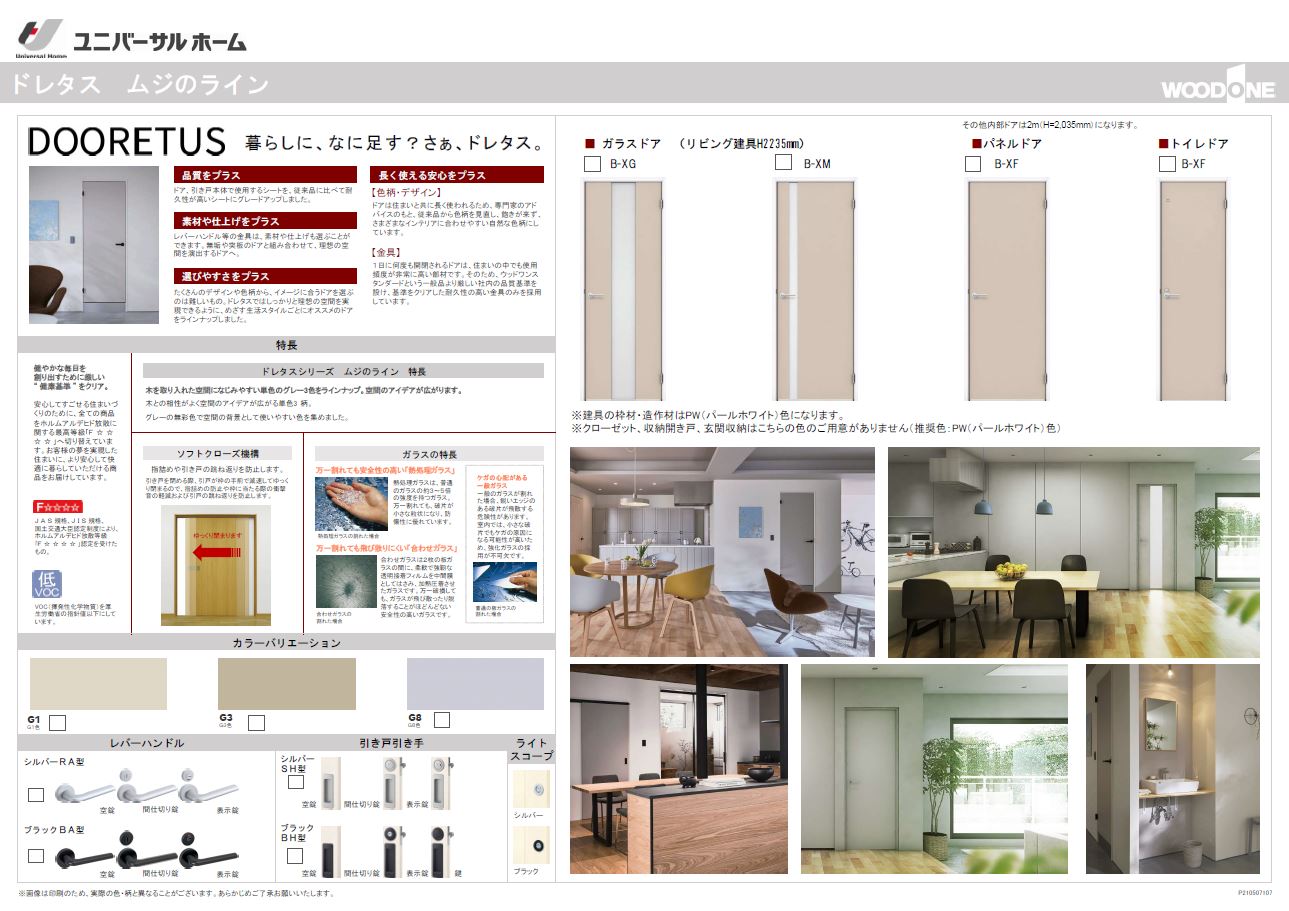 Universal Home
ユニバーサル ホーム
ドレタス ムジのライン
WOODONE
DOORETUS 暮らしに、なに足す？さぁ、ドレタス。
品質をプラス
ドア、引き戸本体で使用するシートを、従来品に比べて耐
久性が高いシートにグレードアップしました。
素材や仕上げをプラス
レバーハンドル等の金具は、素材や仕上げも選ぶことが
できます。無垢や突板のドアと組み合わせて、理想の空
間を演出するドアへ。
選びやすさをプラス
たくさんのデザインや色柄から、イメージに合うドアを選ぶ
のは難しいもの。ドレタスではしっかりと理想の空間を実
現できるように、めざす生活スタイルごとにオススメのドア
をラインナップしました。
長く使える安心をプラス
【色柄・デザイン】
ドアは住まいと共に長く使われるため、専門家のアド
バイスのもと、従来品から色柄を見直し、飽きが来ず、
さまざまなインテリアに合わせやすい自然な色柄にし
ています。
【金具】
１日に何度も開閉されるドアは、住まいの中でも使用
頻度が非常に高い部材です。そのため、ウッドワンス
タンダードという一般品より厳しい社内の品質基準を
設け、基準をクリアした耐久性の高い金具のみを採用
しています。
特長
健やかな毎日を
創り出すために厳しい
“健康基準”をクリア。
安心してすごせる住まいづ
くりのために、全ての商品
をホルムアルデヒド放散に
関する最高等級「F ☆ ☆
☆ ☆」へ切り替えていま
す。お客様の夢を実現した
住まいに、より安心して快
適に暮らしていただける商
品をお届けしています。
F☆☆☆☆
ＪＡＳ規格、ＪＩＳ規格、
国土交通大臣認定制度により、
ホルムアルデヒド放散等級
「F ☆ ☆ ☆ ☆」認定を受けた
もの。
低
VOC
VOC（揮発性化学物質）を厚
生労働省の指針値以下にして
います。
ドレタスシリーズ ムジのライン 特長
木を取り入れた空間になじみやすい単色のグレー3色をラインナップ。空間のアイデアが広がります。
木との相性がよく空間のアイデアが広がる単色3 柄。
グレーの無彩色で空間の背景として使いやすい色を集めました。
ソフトクローズ機構
指詰めや引き戸の跳ね返りを防止します。
引き戸を閉める際、引戸が枠の手前で減速してゆっく
り閉まるので、指詰めの防止や枠に当たる際の衝撃
音の軽減および引戸の跳ね返りを防止します。
ゆっくり閉まります
ガラスの特長
万一割れても安全性の高い「熱処理ガラス」
熱処理ガラスは、普通
のガラスの約3～5倍
の強度を持つガラス。
万一割れても、破片が
小さな粒状になり、防
傷性に優れています。
熱処理ガラスの割れた場合
万一割れても飛び散りにくい「合わせガラス」
合わせガラスは2枚の板ガ
ラスの間に、柔軟で強靭な
透明接着フィルムを中間膜
としてはさみ、加熱圧着させ
たガラスです。万一破損して
も、ガラスが飛び散ったり脱
落することがほとんどない
安全性の高いガラスです。
合わせガラスの
割れた場合
ケガの心配がある
一般ガラス
一般のガラスが割れ
た場合、鋭いエッジの
ある破片が飛散する
危険性があります。
室内では、小さな破
片でもケガの原因に
なる可能性が高いた
め、強化ガラスの採
用が不可欠です。
普通の板ガラスの
割れた場合
カラーバリエーション
G1
G1色
G3
G3色
G8
G8色
レバーハンドル
シルバーＲＡ型
空錠 間仕切り錠 表示錠
ブラックＢＡ型
空錠 間仕切り錠 表示錠
引き戸引き手
シルバー
ＳＨ型
空錠 間仕切り錠 表示錠
ブラック
ＢＨ型
空錠 間仕切り錠 表示錠 鍵
ライト
スコープ
シルバー
ブラック
その他内部ドアは2m（H=2,035mm）になります。
■ ガラスドア （リビング建具H2235mm）
B-XG
B-XM
■パネルドア
B-XF
■トイレドア
B-XF
※建具の枠材・造作材はPW（パールホワイト）色になります。
※クローゼット、収納開き戸、玄関収納はこちらの色のご用意がありません（推奨色：PW（パールホワイト）色）
※画像は印刷のため、実際の色・柄と異なることがございます。あらかじめご了承お願いいたします。
P210507107